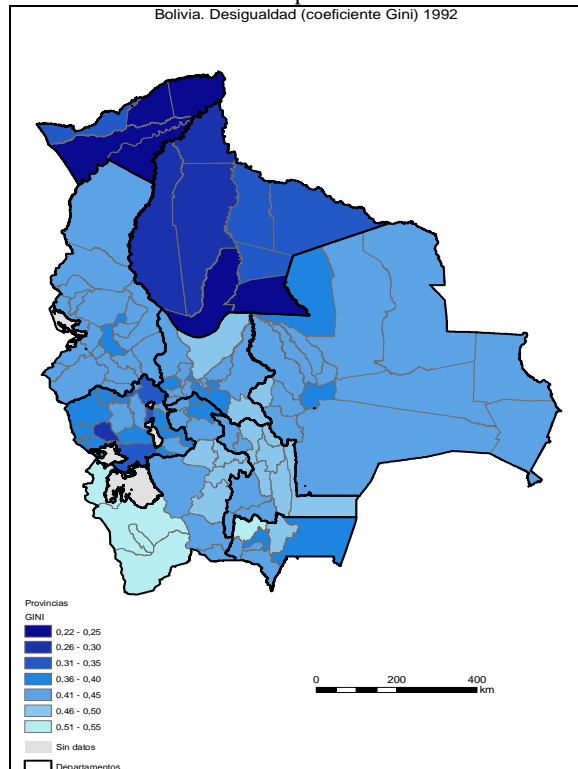 Bolivia. Desigualdad (coeficiente Gini) 1992
Provincias
GINI
0,22 - 0,25
0,26 - 0,30
0,31 - 0,35
0,36 - 0,40
0,41 - 0,45
0,46 - 0,50
0,51 - 0,55
Sin datos
Departamentos
0 200 400
km